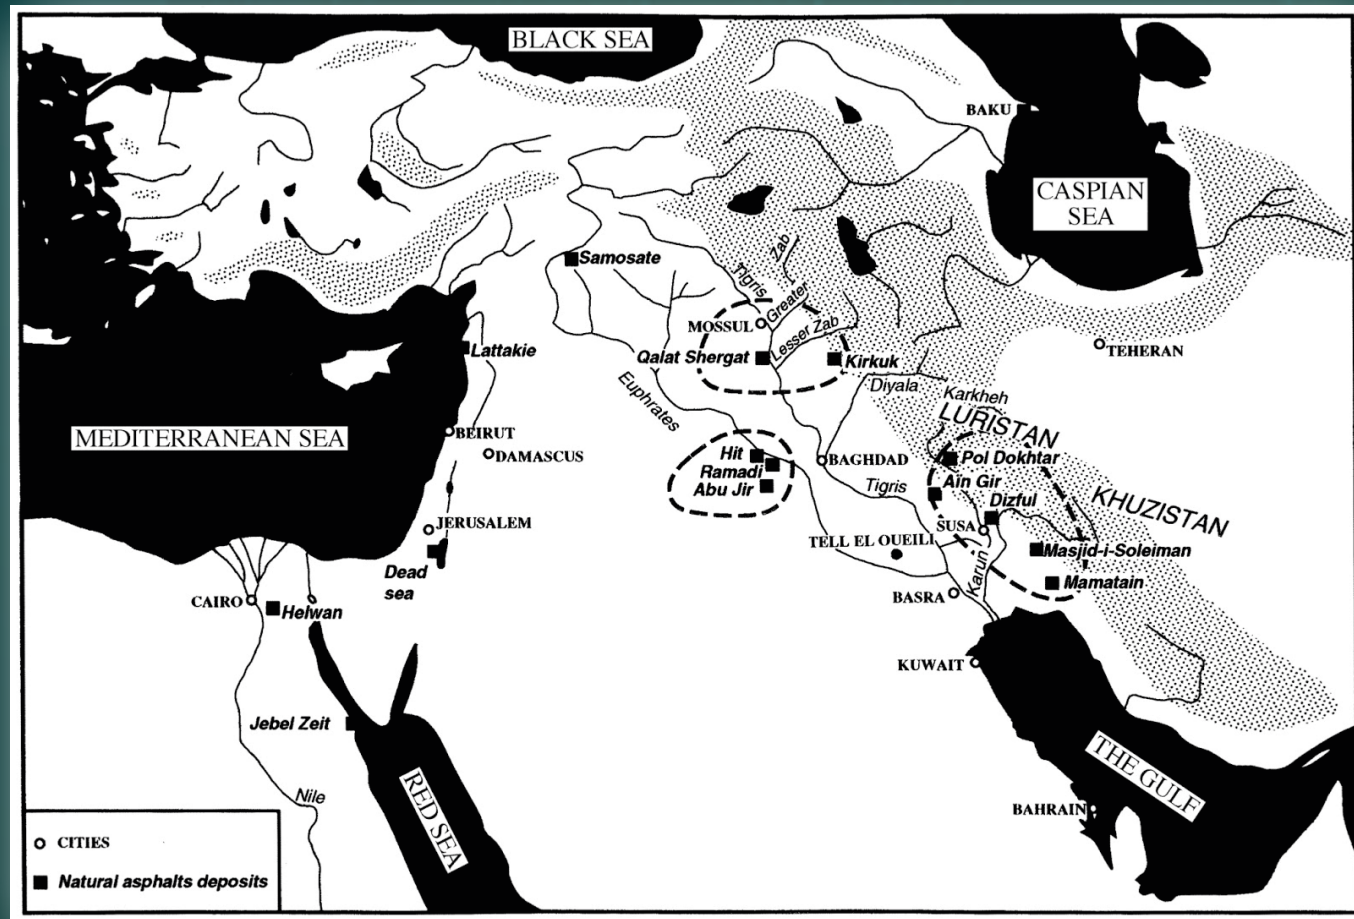 BLACK SEA
BAKU
CASPIAN
SEA
Samosate
Zab
Tigris
Greater
MOSSUL
Lesser Zab
Qalat Shergat
Kirkuk
TEHERAN
Lattakie
Diyala
Karkheh
LURISTAN
Euphrates
MEDITERRANEAN SEA
BEIRUT
DAMASCUS
Hit
Ramadi
Abu Jir
BAGHDAD
Pol Dokhtar
Tigris
Ain Gir
Dizful
KHUZISTAN
JERUSALEM
SUSA
TELL EL OUEILI
Masjid-i-Soleiman
Dead
sea
Karun
Mamatain
CAIRO
Helwan
BASRA
KUWAIT
Jebel Zeit
THE GULF
RED SEA
Nile
BAHRAIN
CITIES
Natural asphalts deposits